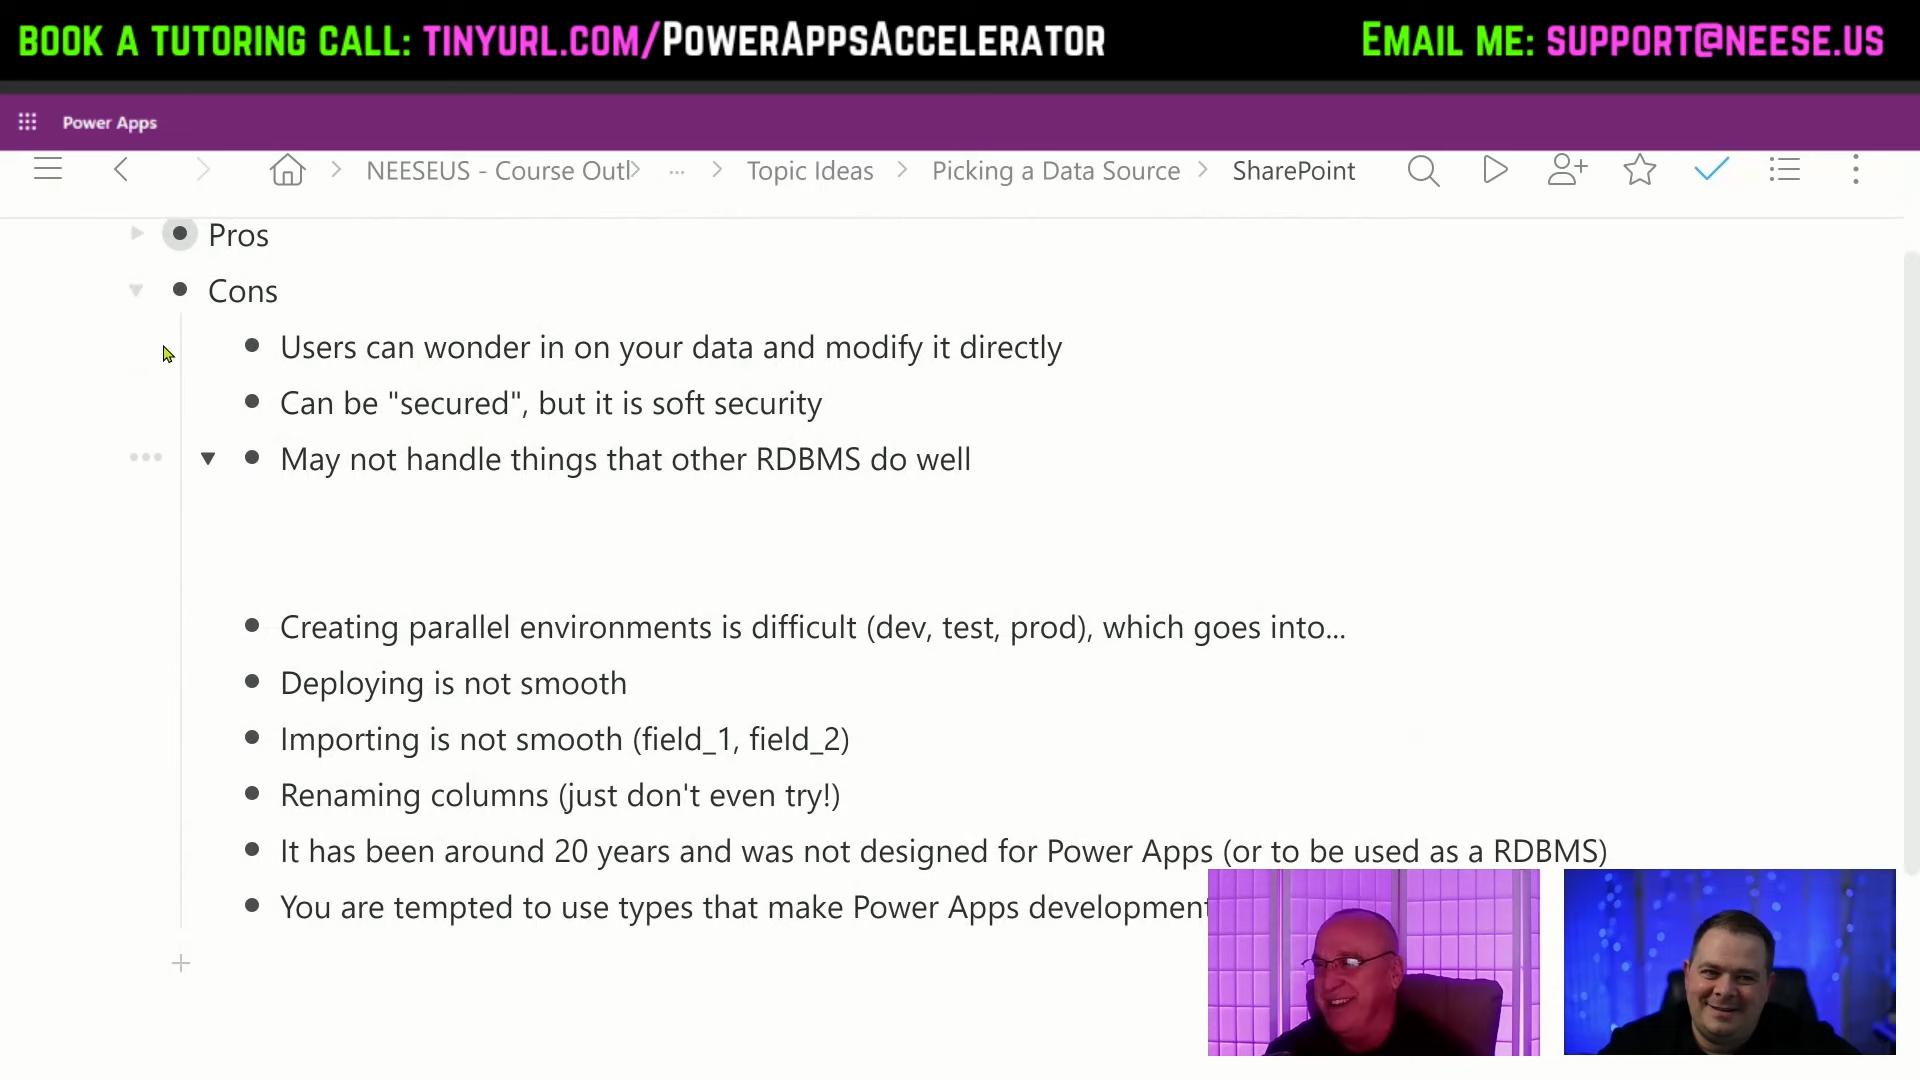 BOOK A TUTORING CALL: TINYURL.COM/POWERAPPSACCELERATOR
EMAIL ME: SUPPORT@NEESE.US
Power Apps
NEESEUS - Course Outl
...
Topic Ideas
Picking a Data Source
SharePoint
Pros
Cons
Users can wonder in on your data and modify it directly
Can be "secured", but it is soft security
May not handle things that other RDBMS do well
Creating parallel environments is difficult (dev, test, prod), which goes into...
Deploying is not smooth
Importing is not smooth (field_1, field_2)
Renaming columns (just don't even try!)
It has been around 20 years and was not designed for Power Apps (or to be used as a RDBMS)
You are tempted to use types that make Power Apps development